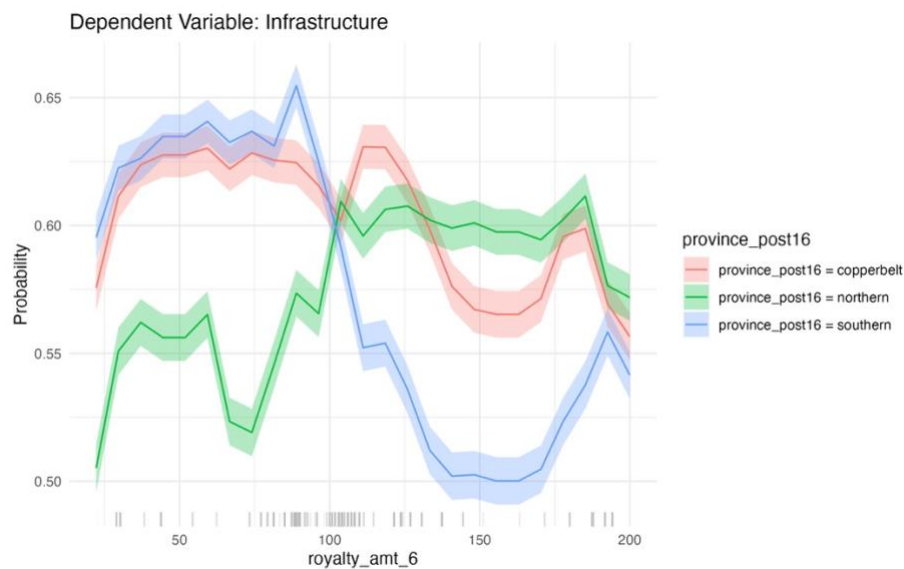 Dependent Variable: Infrastructure
0.65
0.60
0.55
0.50
Probability
50 100 150 200
royalty_amt_6
province_post16
province_post16 = copperbelt
province_post16 = northern
province_post16 = southern